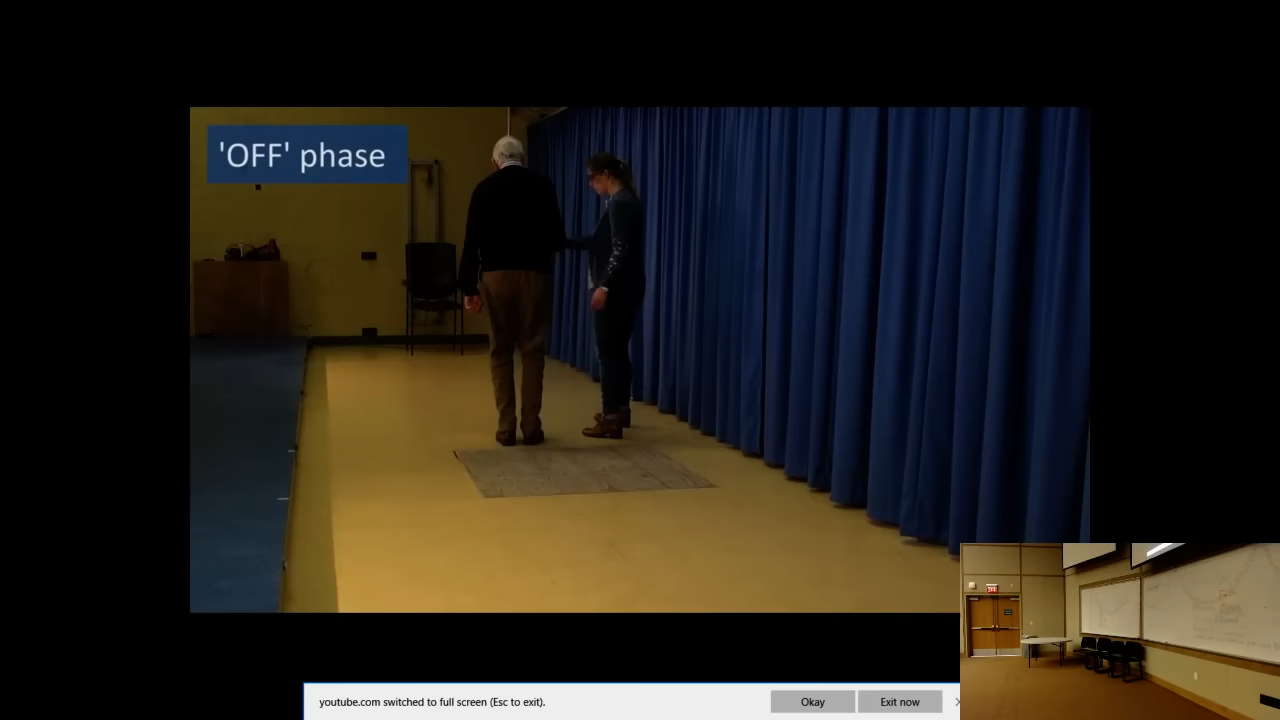 'OFF' phase
youtube.com switched to full screen (Esc to exit).
Okay
Exit now